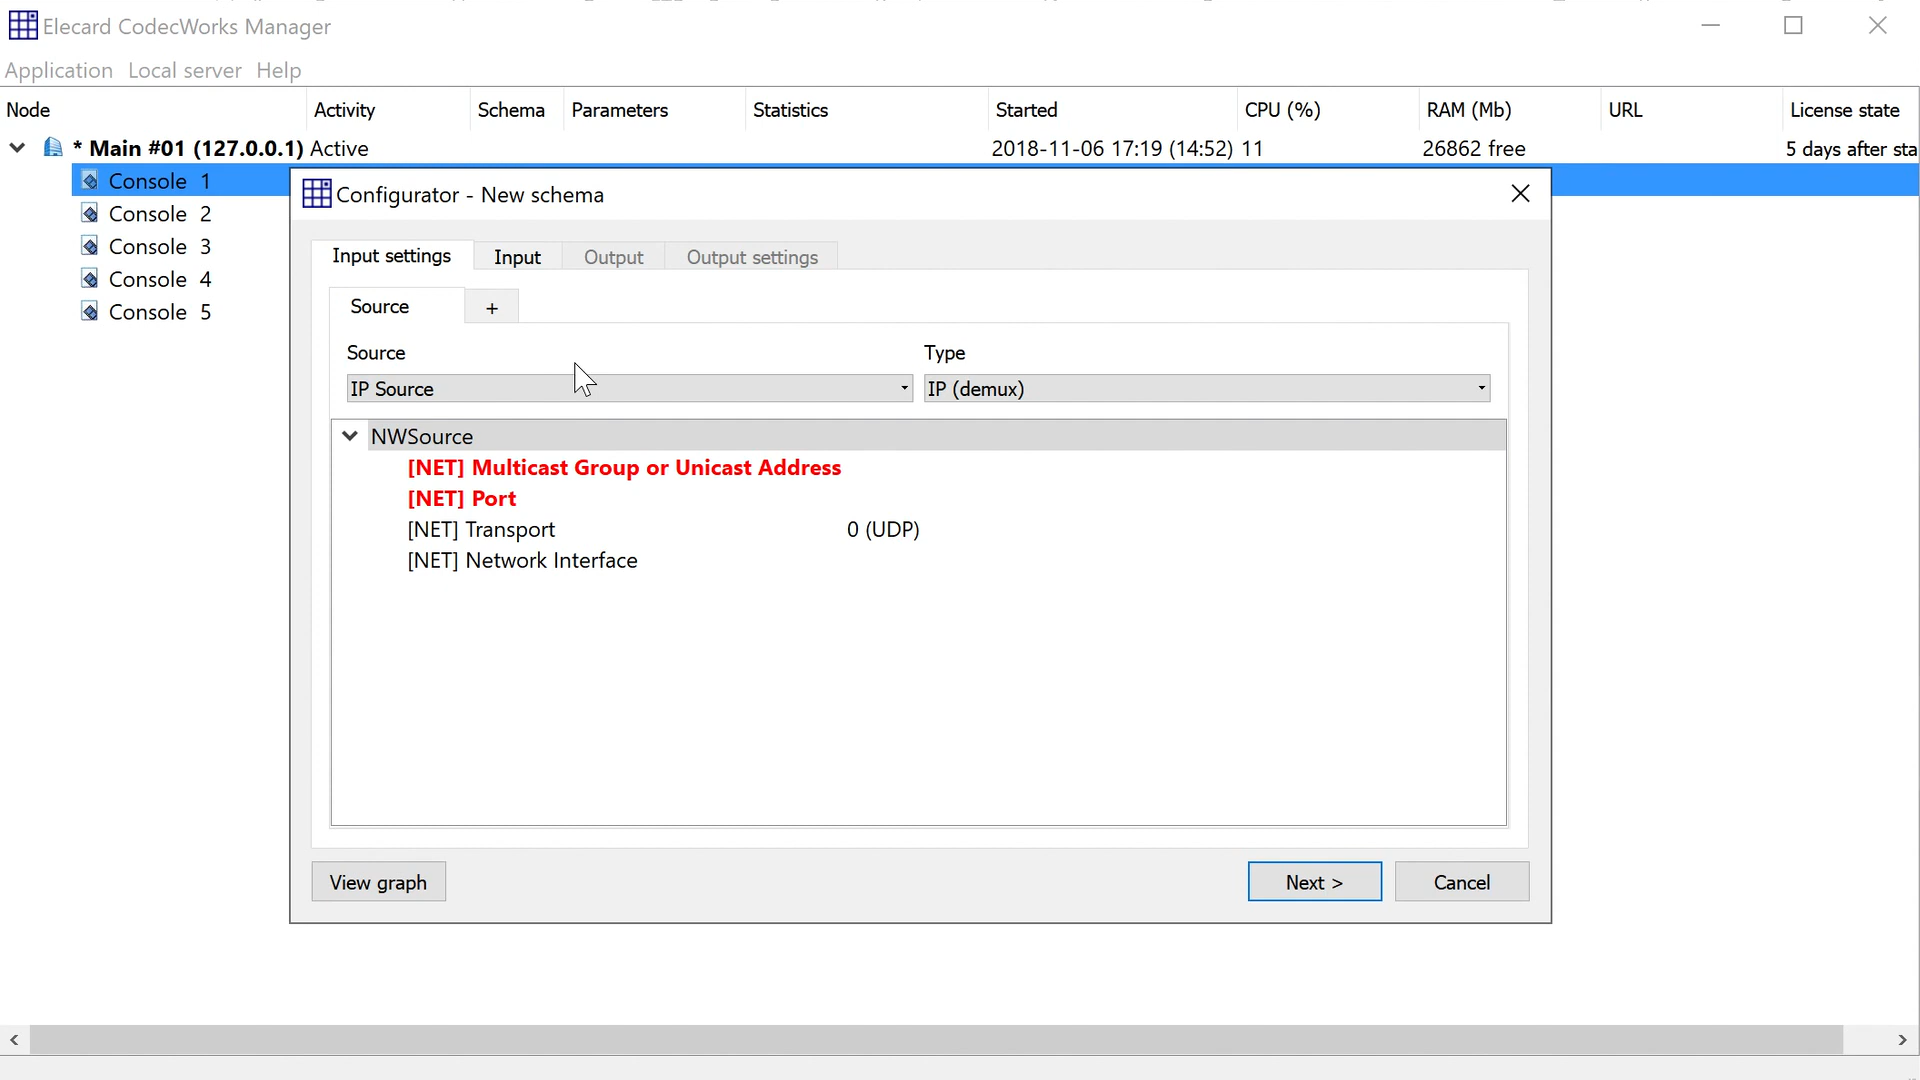 Elecard CodecWorks Manager
Application Local server Help
Node Activity Schema Parameters Statistics Started CPU (%) RAM (Mb) URL License state
* Main #01 (127.0.0.1) Active 2018-11-06 17:19 (14:52) 11 26862 free 5 days after sta
Console 1
Console 2
Console 3
Console 4
Console 5
Configurator - New schema
Input settings Input Output Output settings
Source +
Source Type
IP Source IP (demux)
NWSource
[NET] Multicast Group or Unicast Address
[NET] Port
[NET] Transport 0 (UDP)
[NET] Network Interface
View graph Next > Cancel